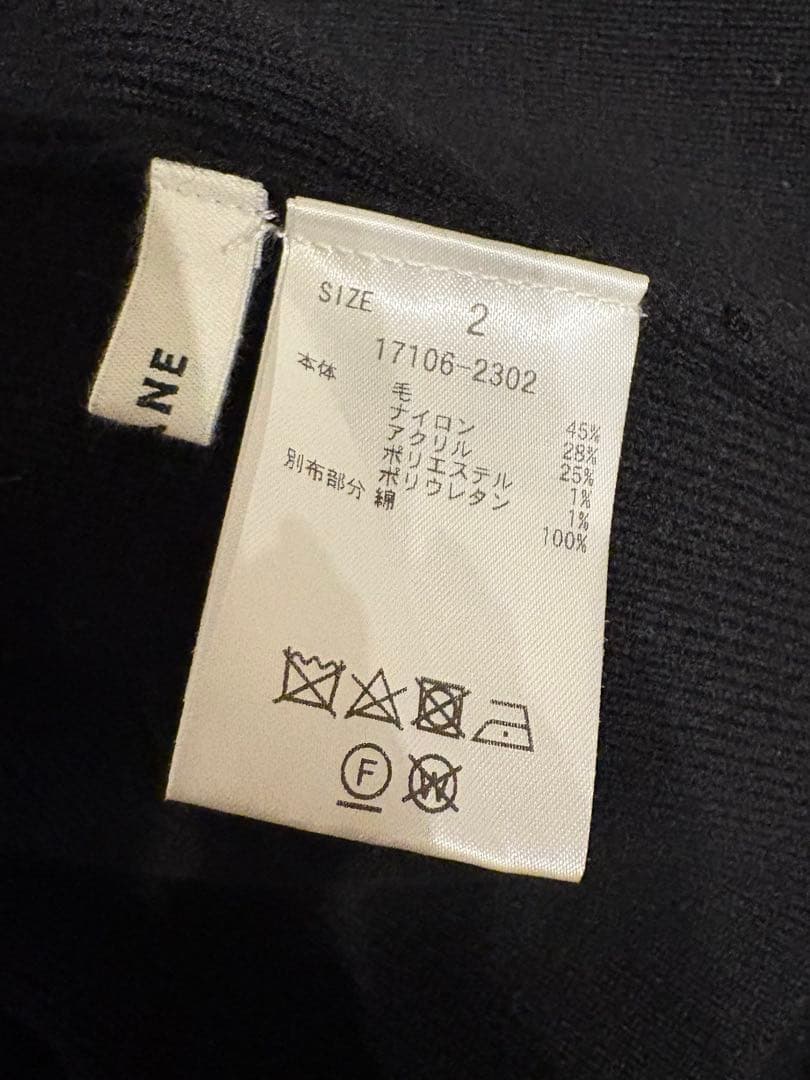 ANE
SIZE 2
17106-2302
本体 毛 45%
ナイロン 28%
アクリル 25%
ポリエステル 1%
ポリウレタン 1%
別布部分 綿 100%
F
W